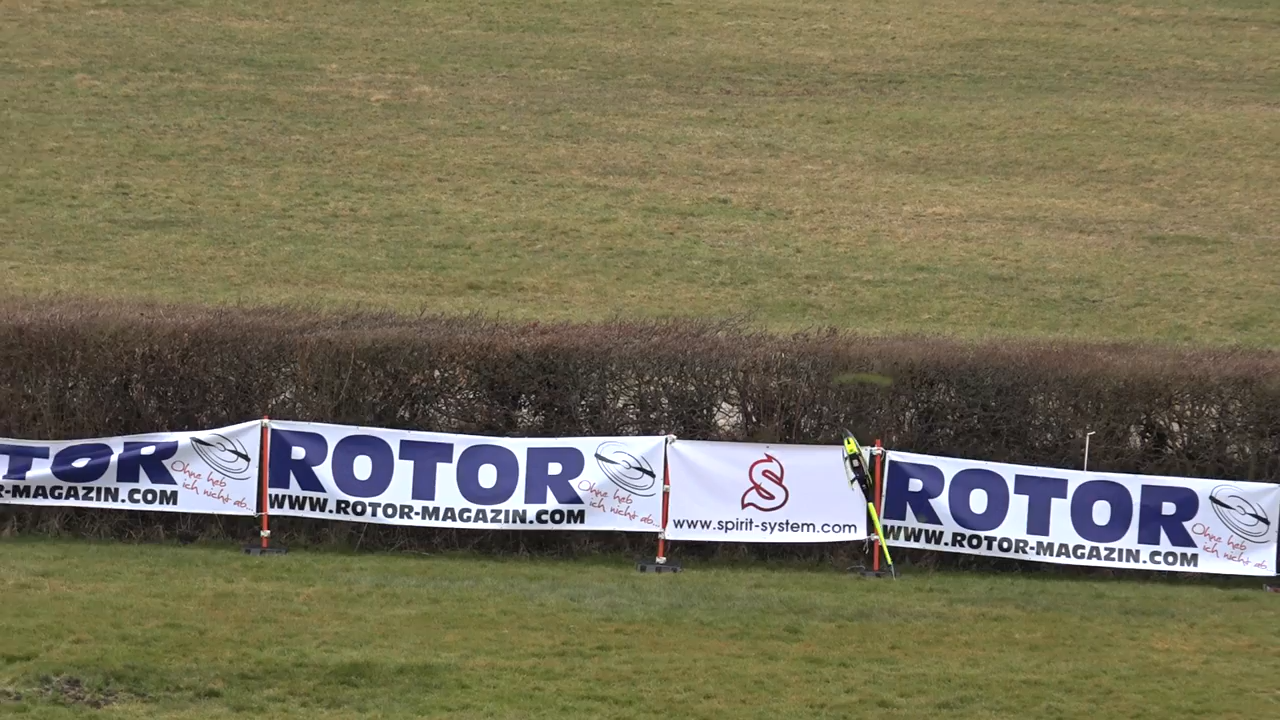 TOR
R-MAGAZIN.COM
Ohne heb
ich nicht ab...
ROTOR
WWW.ROTOR-MAGAZIN.COM
Ohne heb
ich nicht ab...
S
www.spirit-system.com
ROTOR
WWW.ROTOR-MAGAZIN.COM
Ohne heb
ich nicht ab...